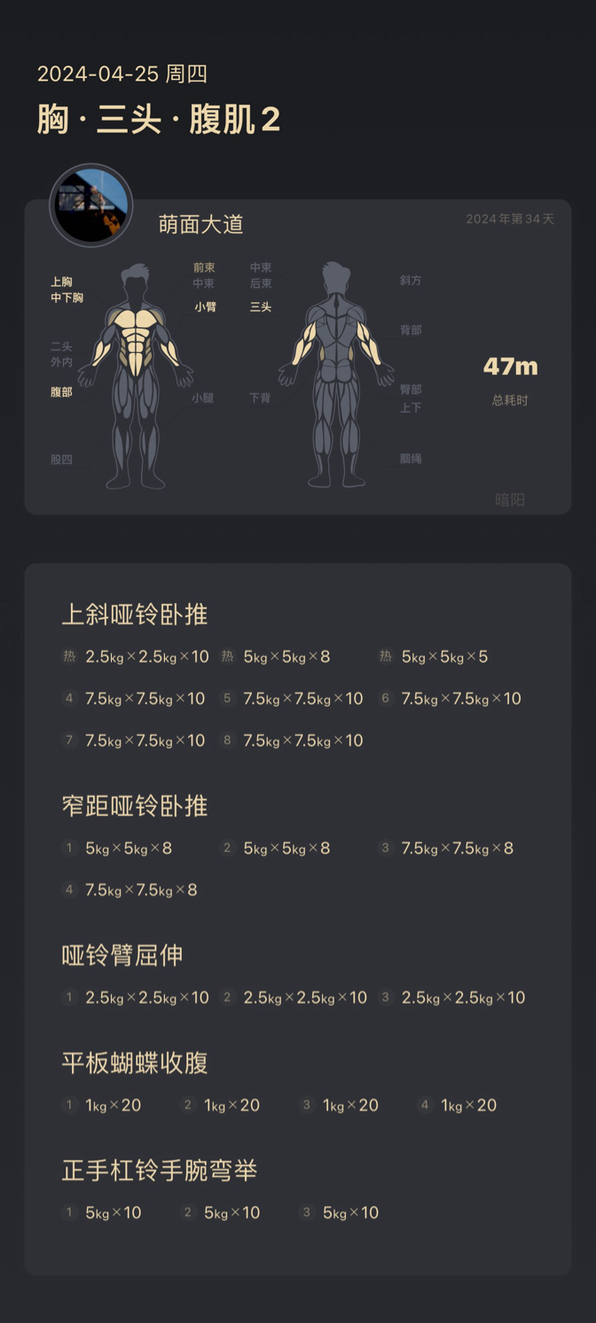 2024-04-25 周四
胸 · 三头 · 腹肌2
萌面大道
2024年第34天
上胸
中下胸
二头
外内
腹部
股四
前束
中束
小臂
小腿
中束
后束
三头
下背
斜方
背部
臀部
上下
腘绳
47m
总耗时
暗阳
上斜哑铃卧推
热 2.5kg×2.5kg×10 热 5kg×5kg×8 热 5kg×5kg×5
4 7.5kg×7.5kg×10 5 7.5kg×7.5kg×10 6 7.5kg×7.5kg×10
7 7.5kg×7.5kg×10 8 7.5kg×7.5kg×10
窄距哑铃卧推
1 5kg×5kg×8 2 5kg×5kg×8 3 7.5kg×7.5kg×8
4 7.5kg×7.5kg×8
哑铃臂屈伸
1 2.5kg×2.5kg×10 2 2.5kg×2.5kg×10 3 2.5kg×2.5kg×10
平板蝴蝶收腹
1 1kg×20 2 1kg×20 3 1kg×20 4 1kg×20
正手杠铃手腕弯举
1 5kg×10 2 5kg×10 3 5kg×10